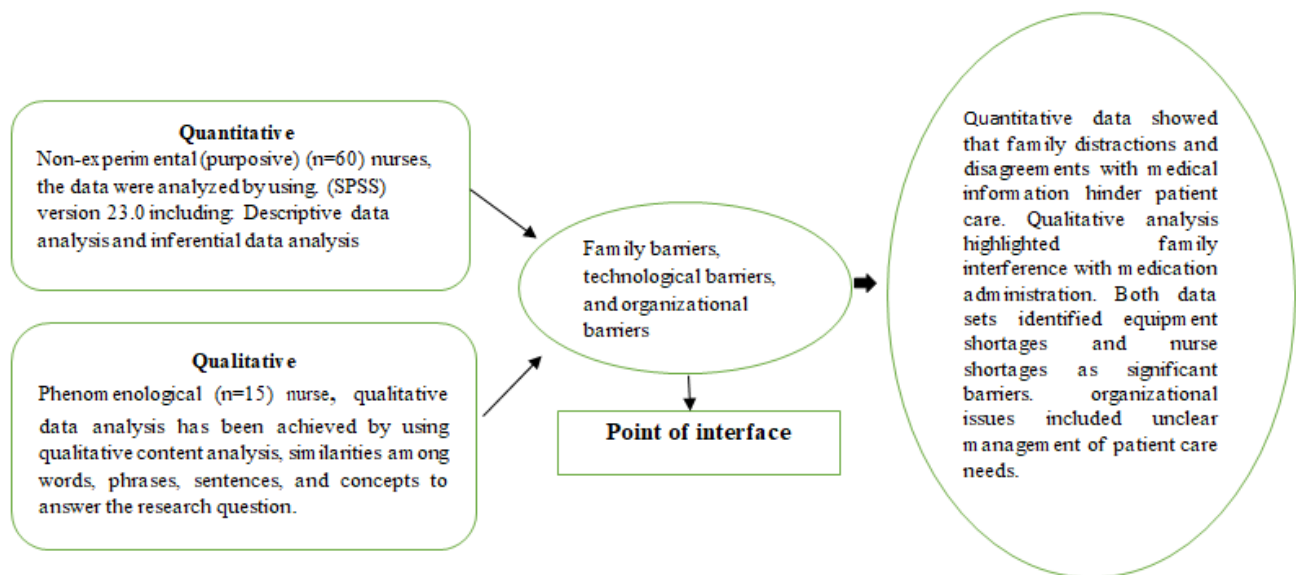 Quantitative
Non-experimental (purposive) (n=60) nurses,
the data were analyzed by using. (SPSS)
version 23.0 including: Descriptive data
analysis and inferential data analysis
Qualitative
Phenomenological (n=15) nurse, qualitative
data analysis has been achieved by using
qualitative content analysis, similarities among
words, phrases, sentences, and concepts to
answer the research question.
Family barriers,
technological barriers,
and organizational
barriers
Point of interface
Quantitative data showed
that family distractions and
disagreements with medical
information hinder patient
care. Qualitative analysis
highlighted family
interference with medication
administration. Both data
sets identified equipment
shortages and nurse
shortages as significant
barriers. organizational
issues included unclear
management of patient care
needs.